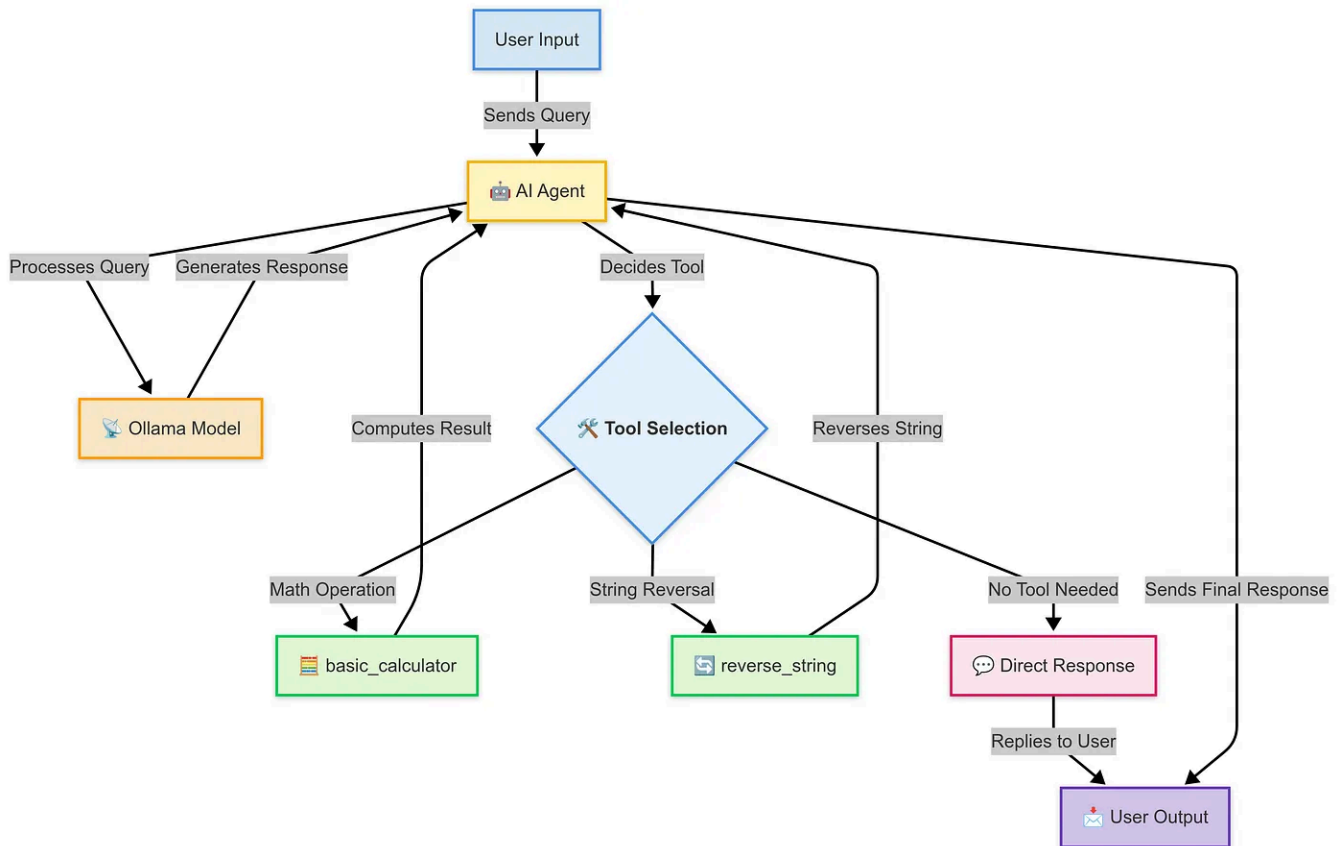 User Input
Sends Query
🤖 AI Agent
Processes Query
Generates Response
Decides Tool
📡 Ollama Model
Computes Result
🛠️ Tool Selection
Reverses String
Math Operation
String Reversal
No Tool Needed
Sends Final Response
🧮 basic_calculator
🔄 reverse_string
💬 Direct Response
Replies to User
📩 User Output